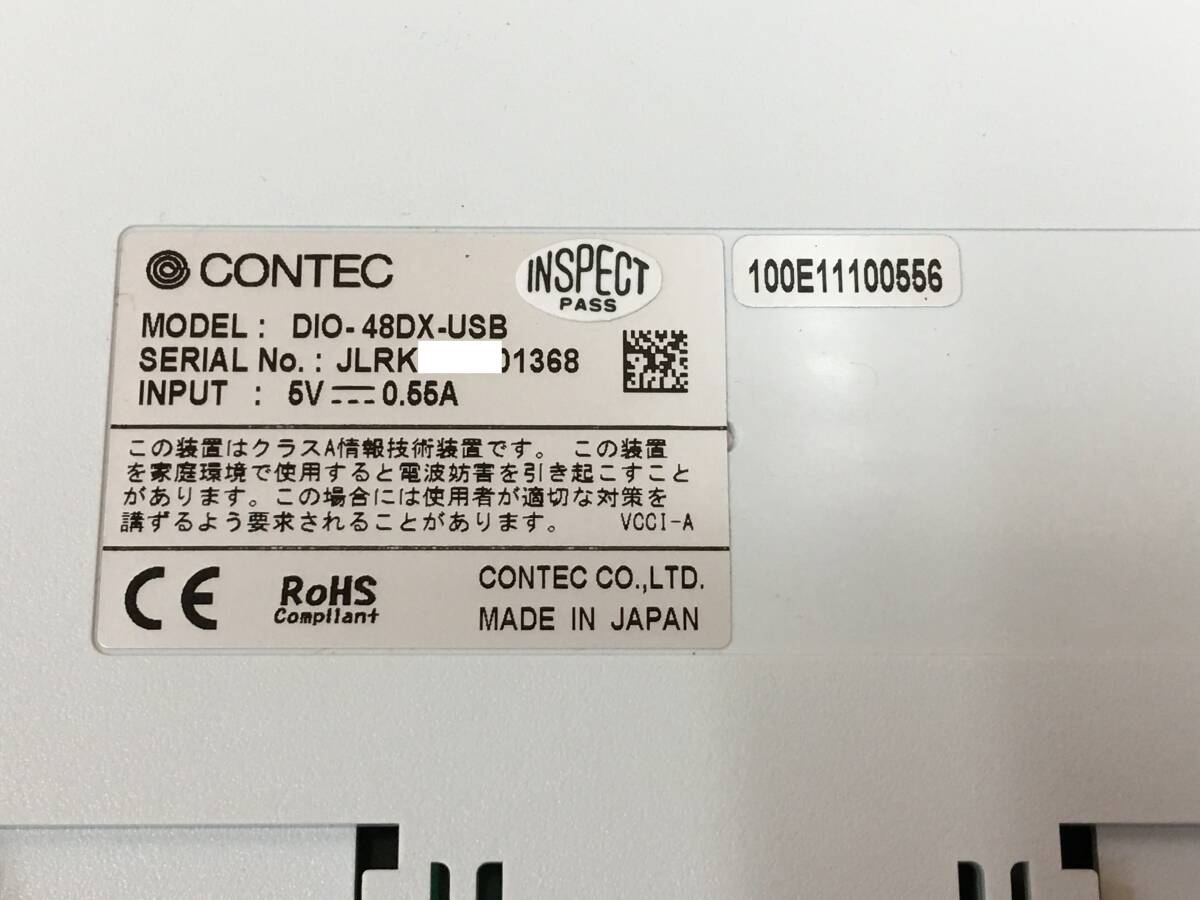 CONTEC
INSPECT
PASS
100E11100556
MODEL : DIO-48DX-USB
SERIAL No. : JLRK 01368
INPUT : 5V 0.55A
この装置はクラスA情報技術装置です。 この装置
を家庭環境で使用すると電波妨害を引き起こすこと
があります。この場合には使用者が適切な対策を
講ずるよう要求されることがあります。 VCCI-A
CE
RoHS
Compliant
CONTEC CO.,LTD.
MADE IN JAPAN